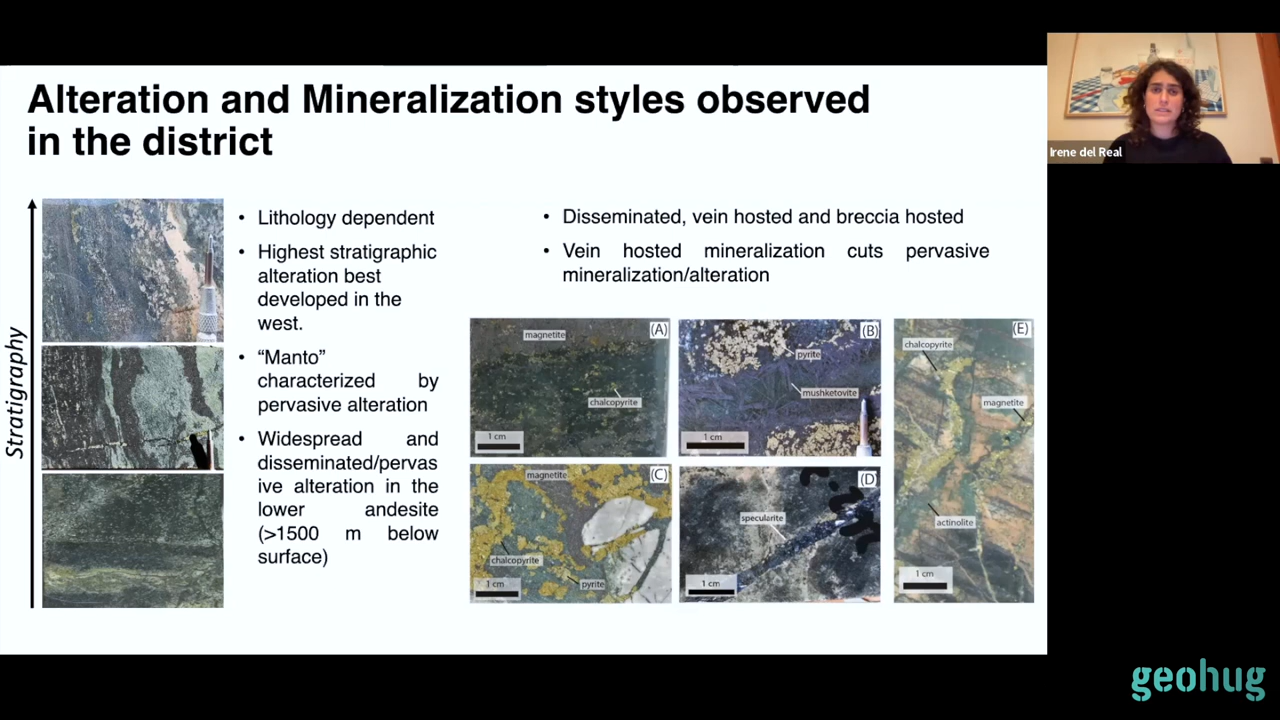 Alteration and Mineralization styles observed
in the district
Stratigraphy
• Lithology dependent
• Highest stratigraphic
alteration best
developed in the
west.
• “Manto”
characterized by
pervasive alteration
• Widespread and
disseminated/pervas
ive alteration in the
lower andesite
(>1500 m below
surface)
• Disseminated, vein hosted and breccia hosted
• Vein hosted mineralization cuts pervasive
mineralization/alteration
(A)
magnetite
chalcopyrite
1 cm
(B)
pyrite
mushketovite
1 cm
(C)
magnetite
chalcopyrite
pyrite
1 cm
(D)
specularite
1 cm
(E)
chalcopyrite
magnetite
actinolite
1 cm
Irene del Real
geohug